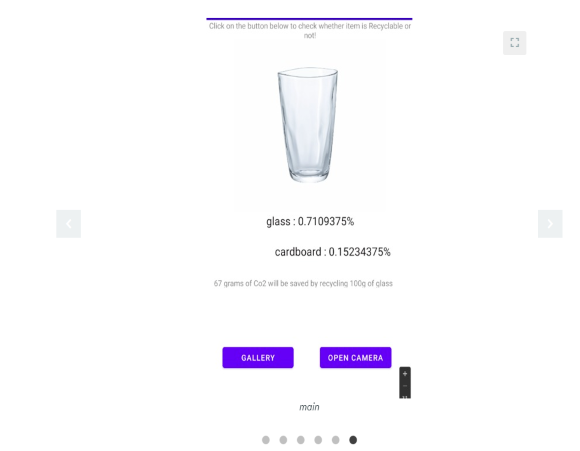 Click on the button below to check whether item is Recyclable or
not!
glass : 0.7109375%
cardboard : 0.15234375%
67 grams of Co2 will be saved by recycling 100g of glass
GALLERY
OPEN CAMERA
main